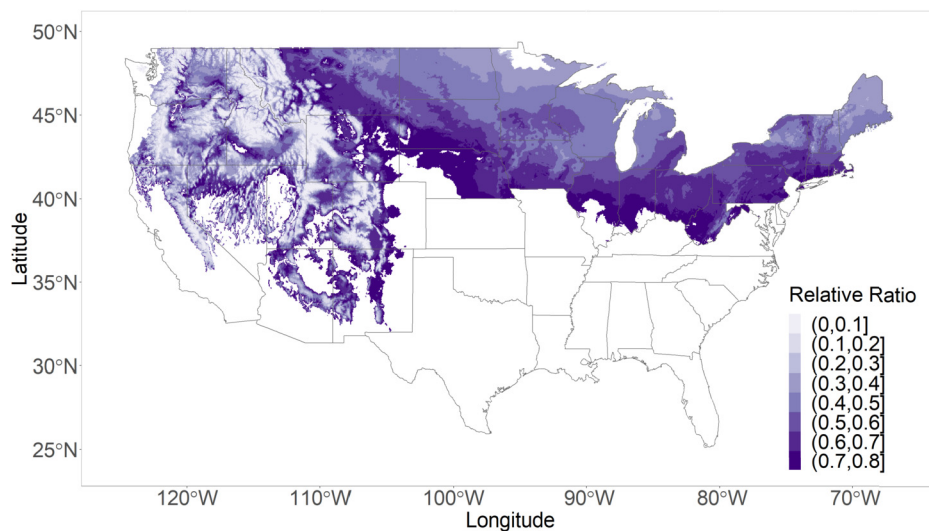 50°N
45°N
40°N
35°N
30°N
25°N
Latitude
120°W 110°W 100°W 90°W 80°W 70°W
Longitude
Relative Ratio
(0,0.1]
(0.1,0.2]
(0.2,0.3]
(0.3,0.4]
(0.4,0.5]
(0.5,0.6]
(0.6,0.7]
(0.7,0.8]